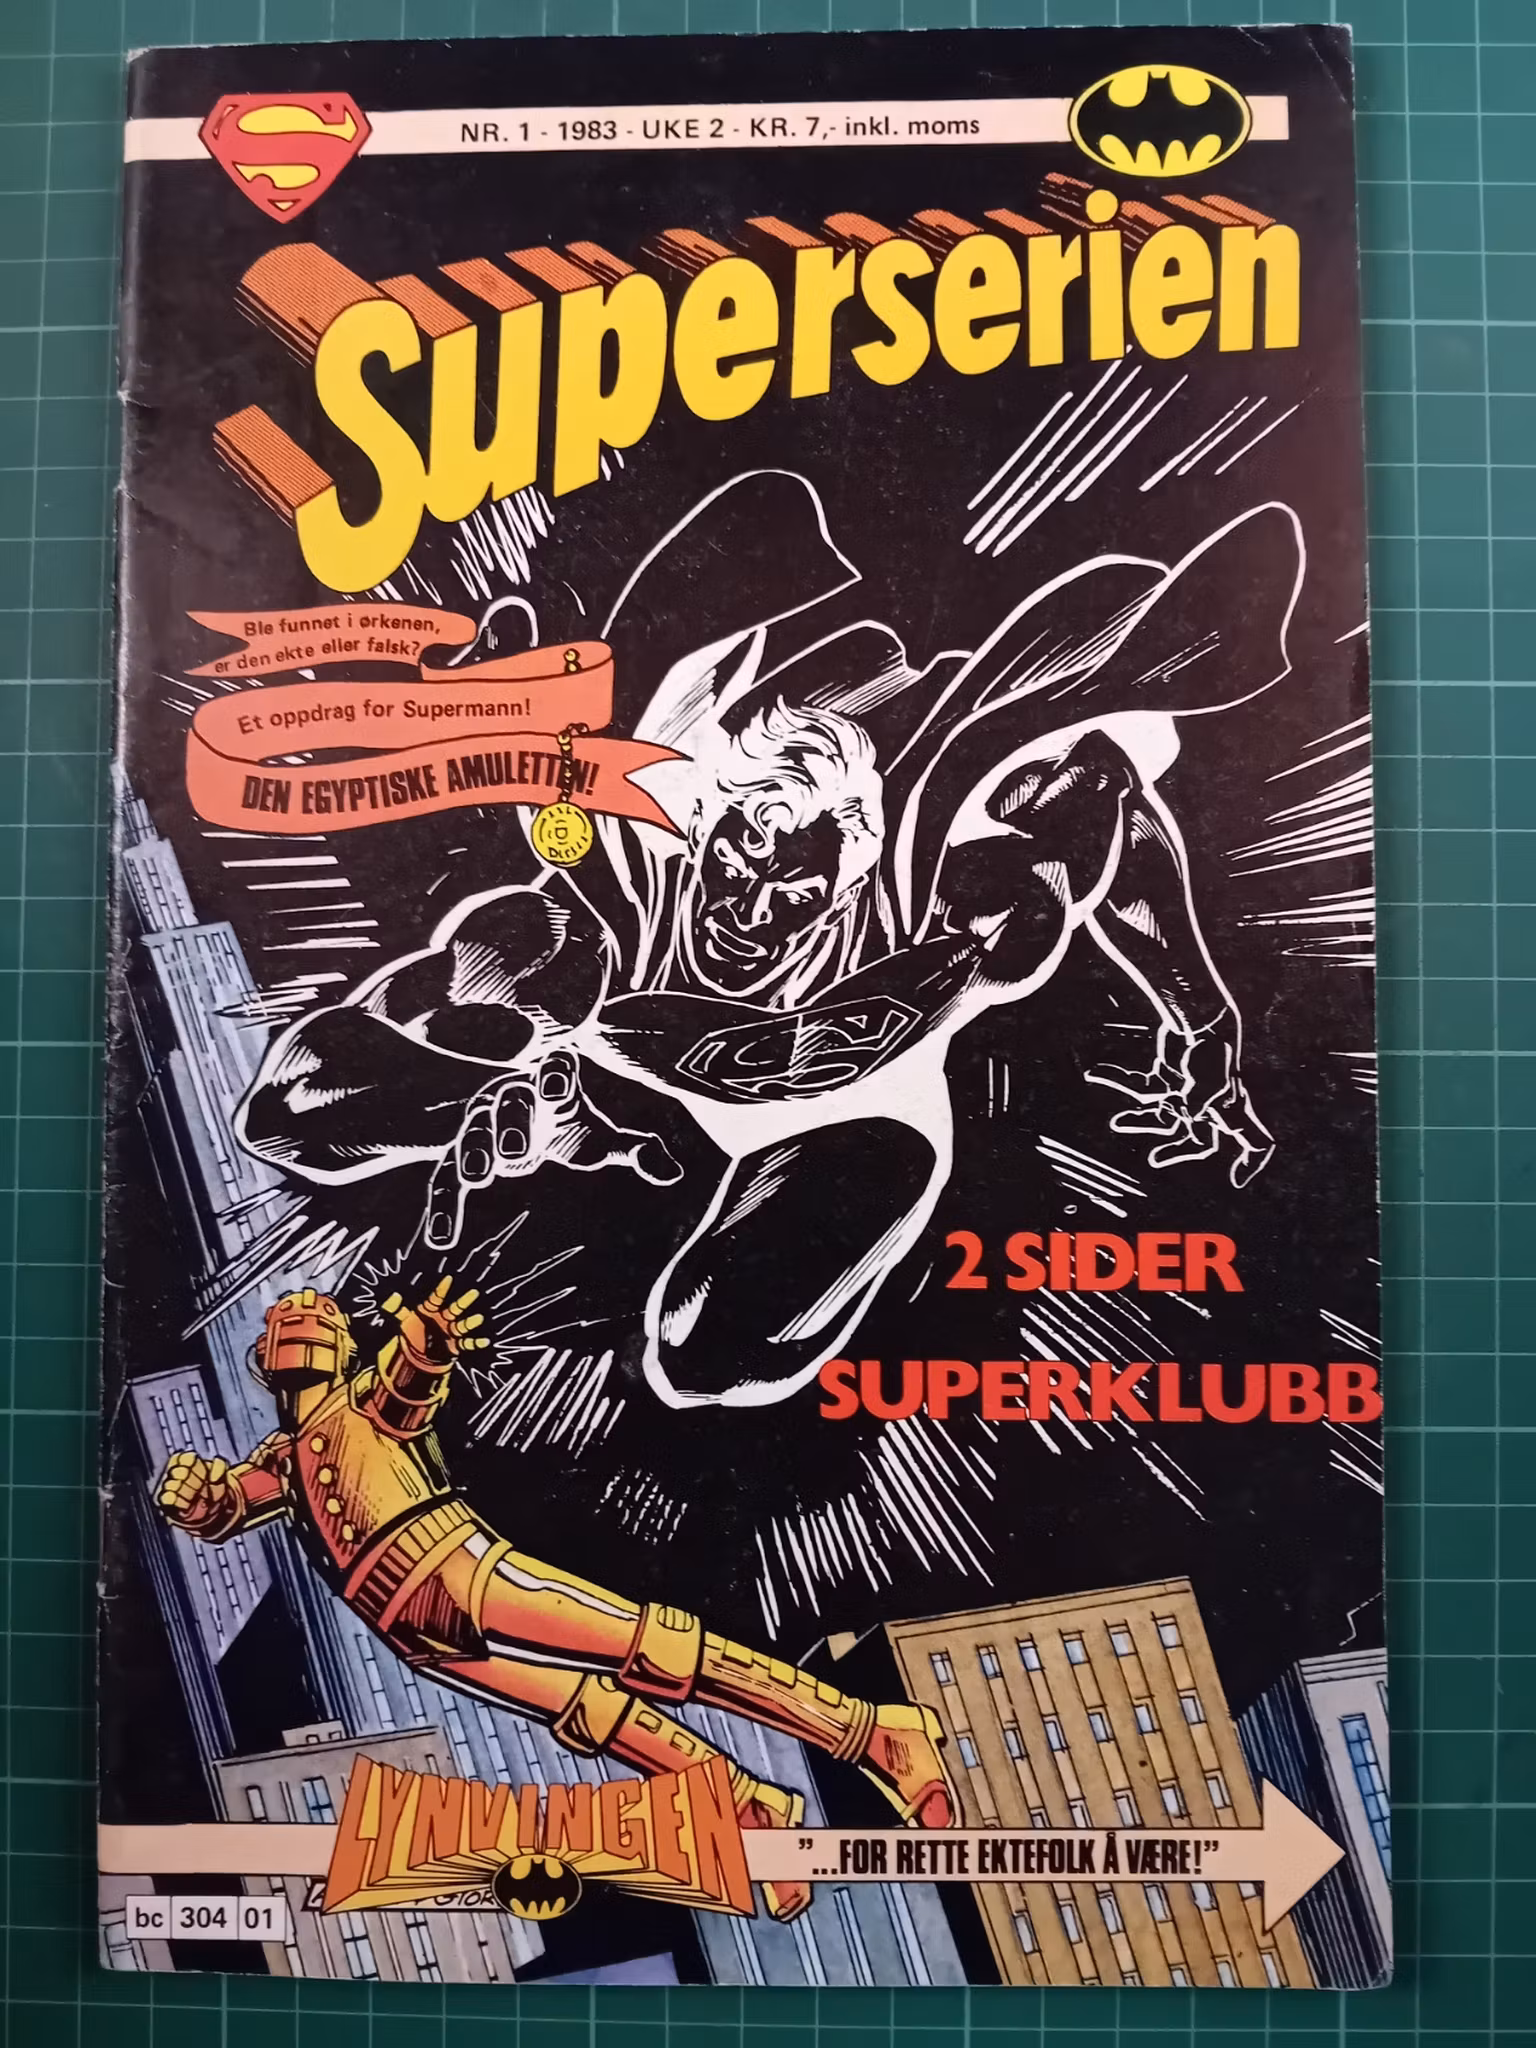 NR. 1 - 1983 - UKE 2 - KR. 7,- inkl. moms
Superserien
Ble funnet i ørkenen,
er den ekte eller falsk?
Et oppdrag for Supermann!
DEN EGYPTISKE AMULETTEN!
2 SIDER
SUPERKLUBB
LYNVINGEN
"...FOR RETTE EKTEFOLK Å VÆRE!"
bc 304 01